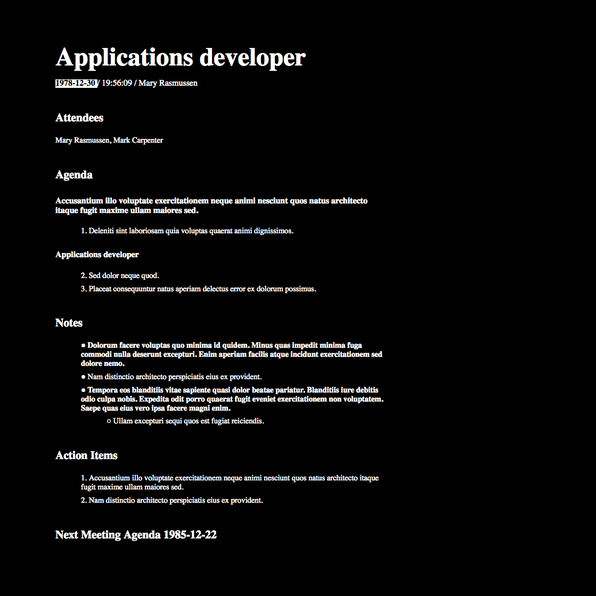 Applications developer
1978-12-30 / 19:56:09 / Mary Rasmussen
Attendees
Mary Rasmussen, Mark Carpenter
Agenda
Accusantium illo voluptate exercitationem neque animi nesciunt quos natus architecto
itaque fugit maxime ullam maiores sed.
1. Deleniti sint laboriosam quia voluptas quaerat animi dignissimos.
Applications developer
2. Sed dolor neque quod.
3. Placeat consequuntur natus aperiam delectus error ex dolorum possimus.
Notes
● Dolorum facere voluptas quo minima id quidem. Minus quas impedit minima fuga
commodi nulla deserunt excepturi. Enim aperiam facilis atque incidunt exercitationem sed
dolore nemo.
● Nam distinctio architecto perspiciatis eius ex provident.
● Tempora eos blanditiis vitae sapiente quasi dolor beatae pariatur. Blanditiis iure debitis
odio culpa nobis. Expedita odit porro quaerat fugit eveniet exercitationem non voluptatem.
Saepe quas eius vero ipsa facere magni enim.
○ Ullam excepturi sequi quos est fugiat reiciendis.
Action Items
1. Accusantium illo voluptate exercitationem neque animi nesciunt quos natus architecto itaque
fugit maxime ullam maiores sed.
2. Nam distinctio architecto perspiciatis eius ex provident.
Next Meeting Agenda 1985-12-22